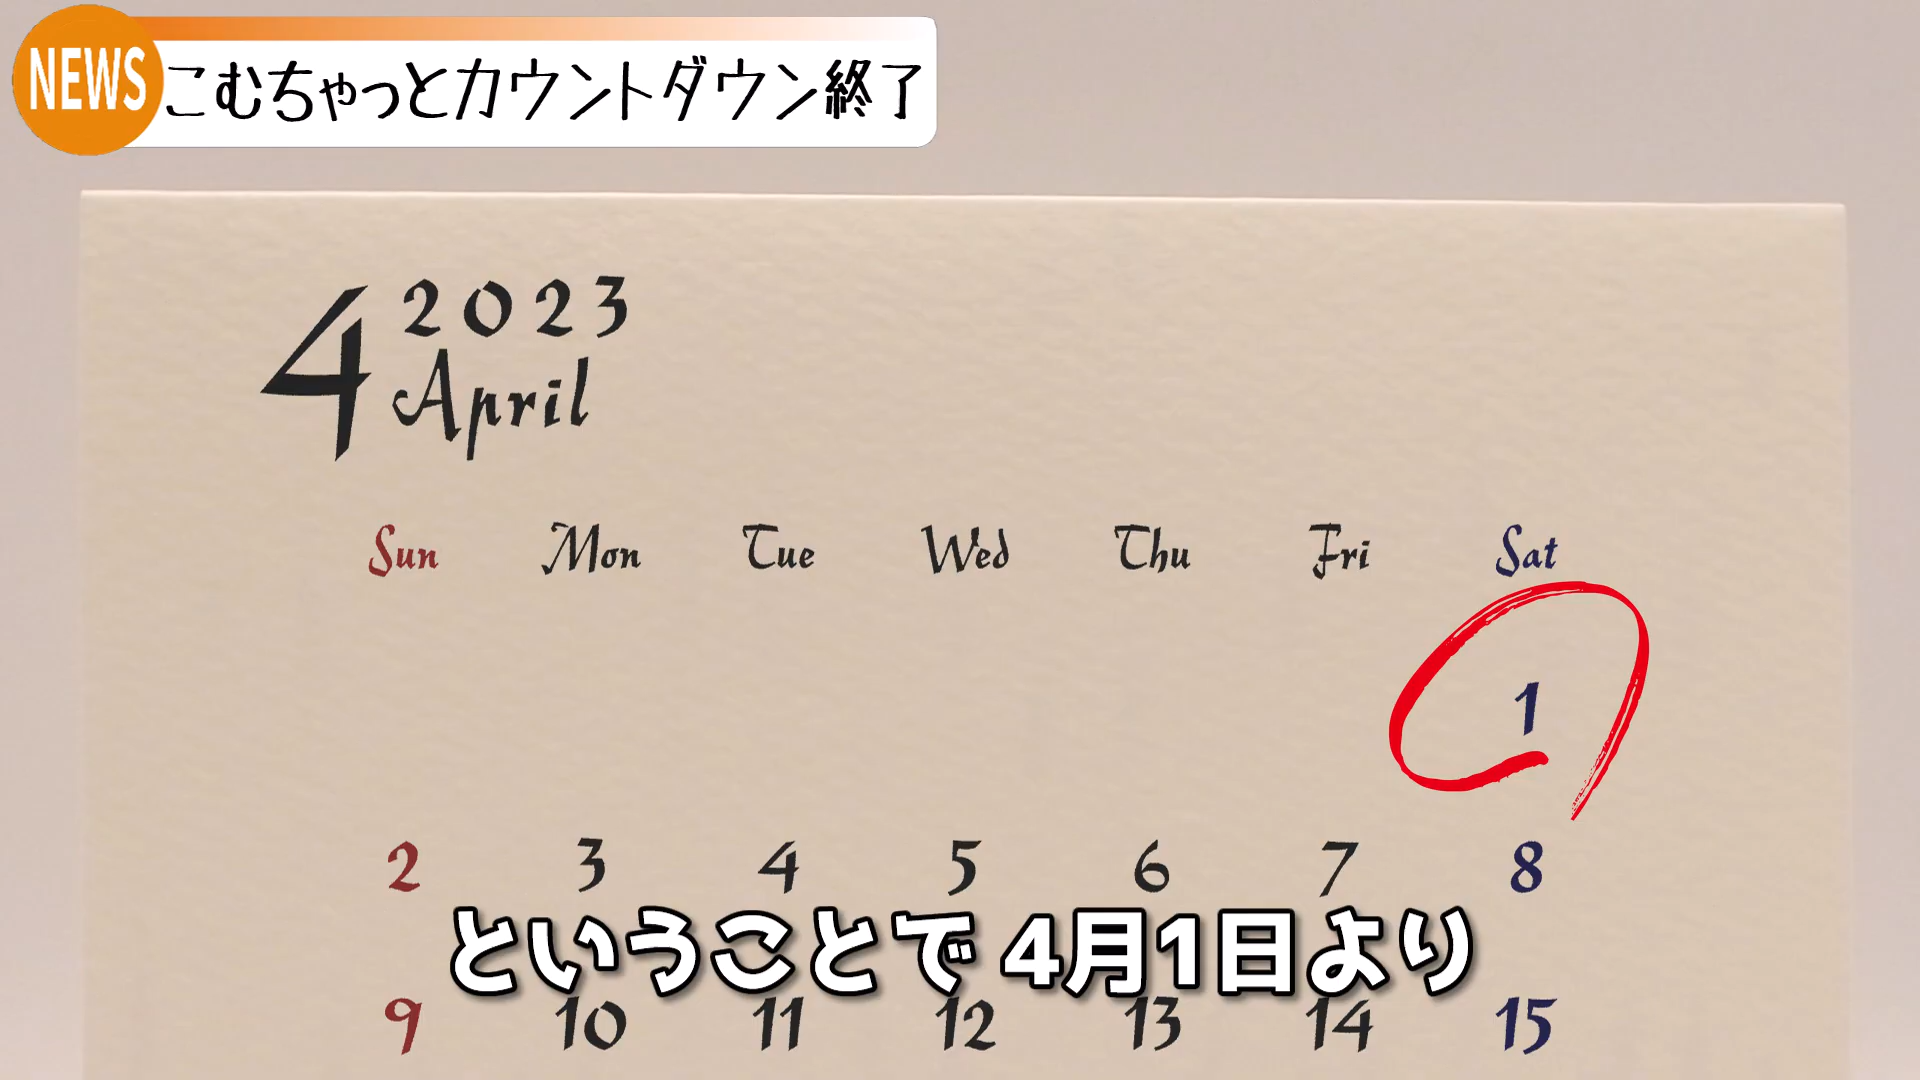 NEWS こむちゃっとカウントダウン終了
4 2023
April
Sun Mon Tue Wed Thu Fri Sat
1
2 3 4 5 6 7 8
ということで 4月1日より
9 10 11 12 13 14 15